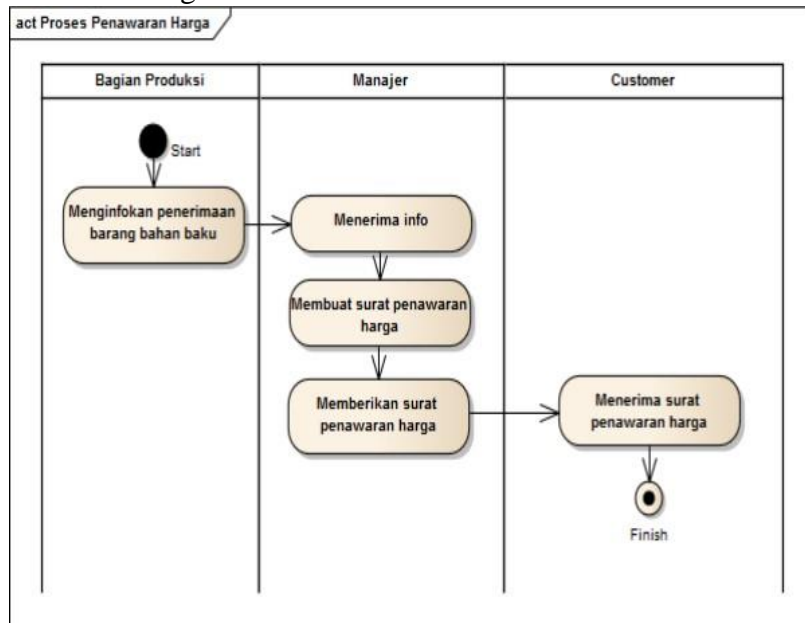 act Proses Penawaran Harga
Bagian Produksi
Manajer
Customer
Start
Menginfokan penerimaan
barang bahan baku
Menerima info
Membuat surat penawaran
harga
Memberikan surat
penawaran harga
Menerima surat
penawaran harga
Finish